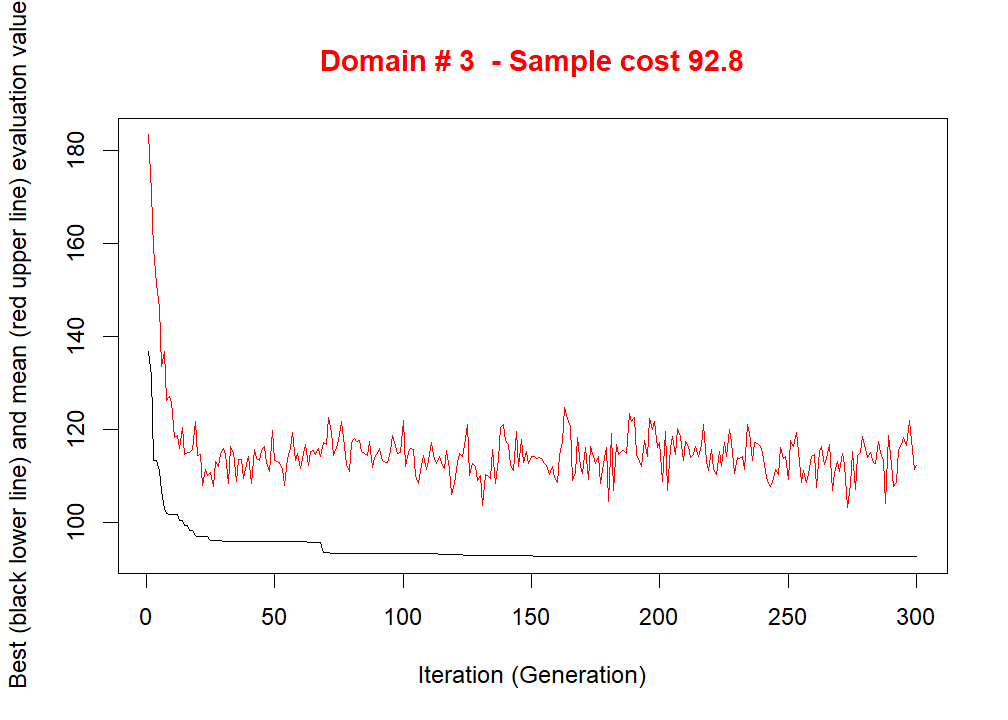 Domain # 3  - Sample cost 92.8
Best (black lower line) and mean (red upper line) evaluation value
180
160
140
120
100
0 50 100 150 200 250 300
Iteration (Generation)